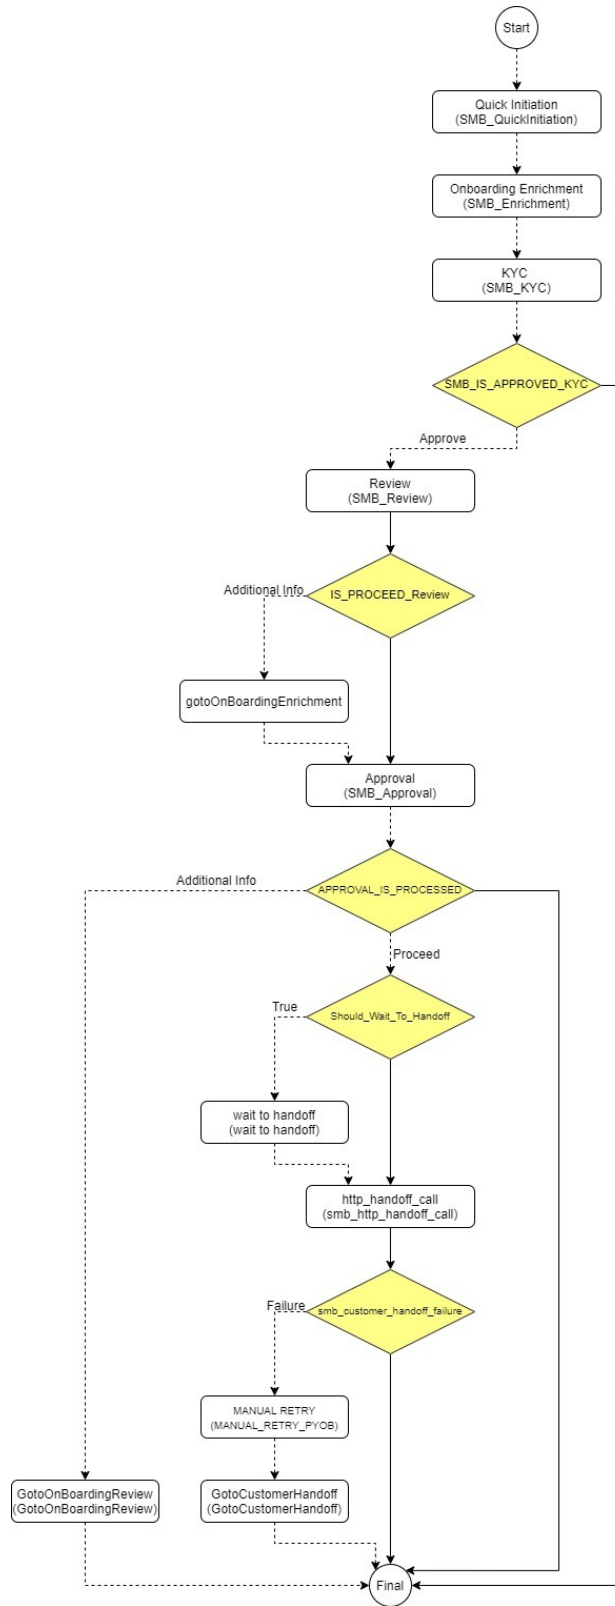 Start
Quick Initiation
(SMB_QuickInitiation)
Onboarding Enrichment
(SMB_Enrichment)
KYC
(SMB_KYC)
SMB_IS_APPROVED_KYC
Approve
Review
(SMB_Review)
Additional Info
IS_PROCEED_Review
gotoOnBoardingEnrichment
Approval
(SMB_Approval)
Additional Info
APPROVAL_IS_PROCESSED
Proceed
True
Should_Wait_To_Handoff
wait to handoff
(wait to handoff)
http_handoff_call
(smb_http_handoff_call)
Failure
smb_customer_handoff_failure
MANUAL RETRY
(MANUAL_RETRY_PYOB)
GotoOnBoardingReview
(GotoOnBoardingReview)
GotoCustomerHandoff
(GotoCustomerHandoff)
Final